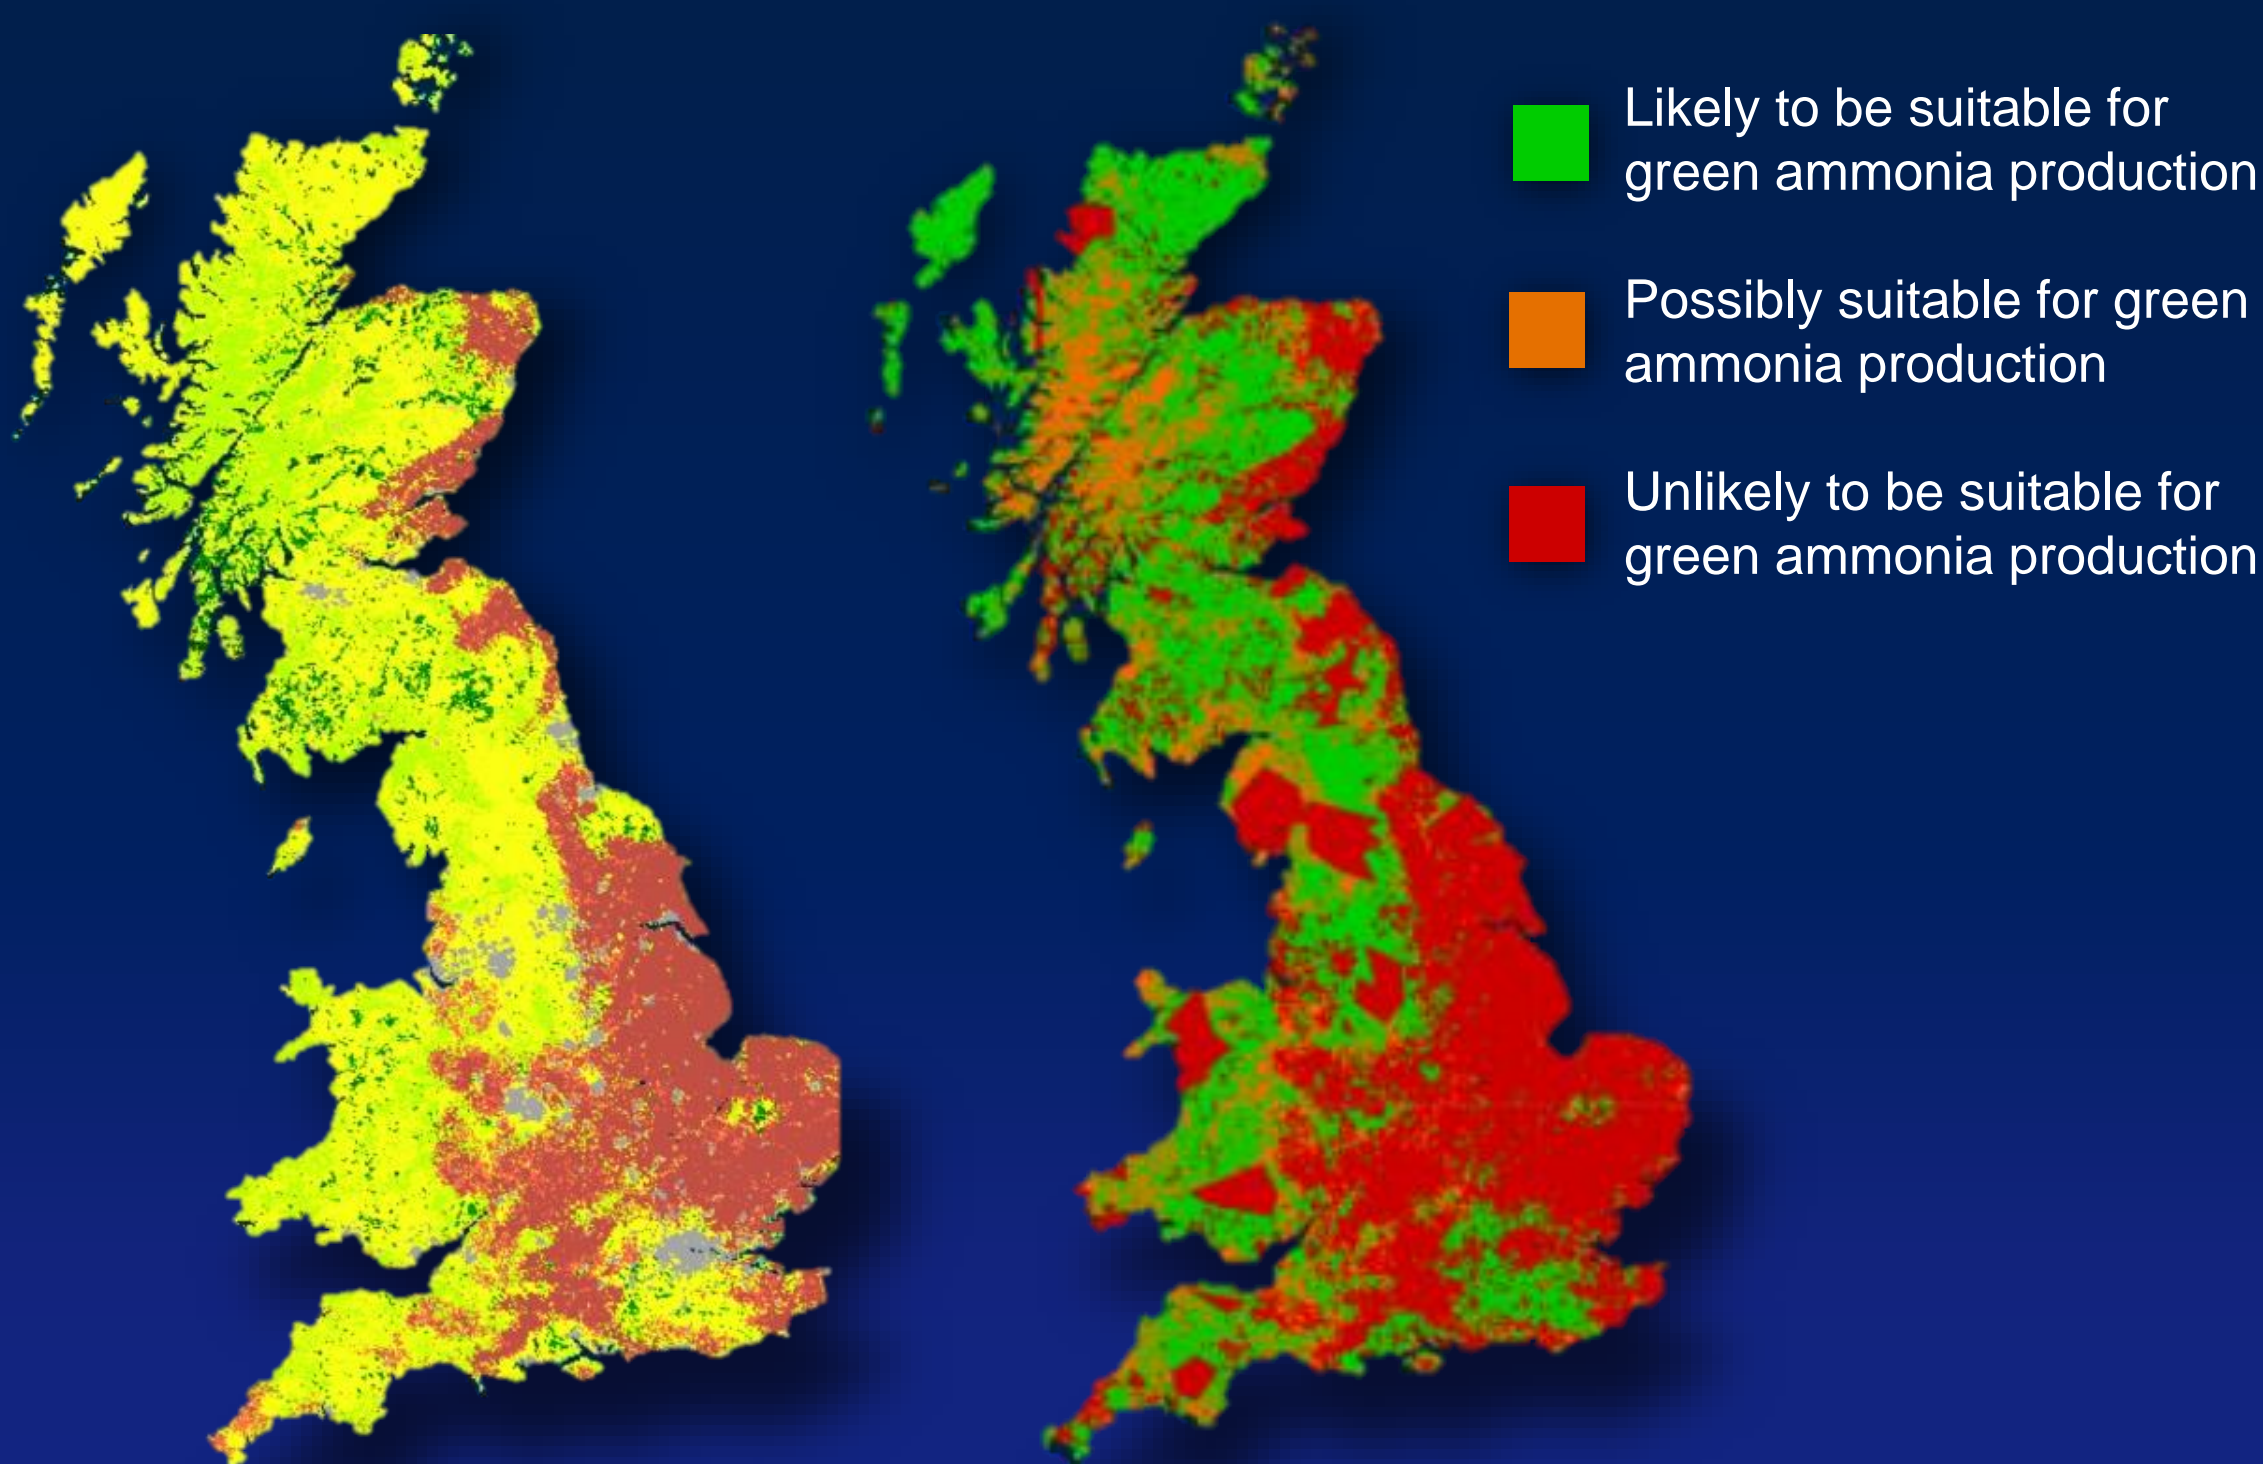 Likely to be suitable for
green ammonia production
Possibly suitable for green
ammonia production
Unlikely to be suitable for
green ammonia production